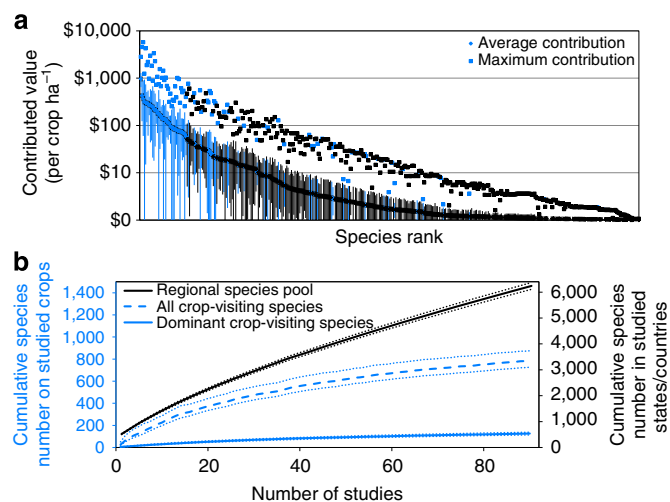 a
$10,000
$1,000
$100
$10
$0
Contributed value
(per crop ha⁻¹)
Average contribution
Maximum contribution
Species rank
b
Cumulative species
number on studied crops
1,400
1,200
1,000
800
600
400
200
0
Regional species pool
All crop-visiting species
Dominant crop-visiting species
6,000
5,000
4,000
3,000
2,000
1,000
0
Cumulative species
number in studied
states/countries
0
20
40
60
80
Number of studies